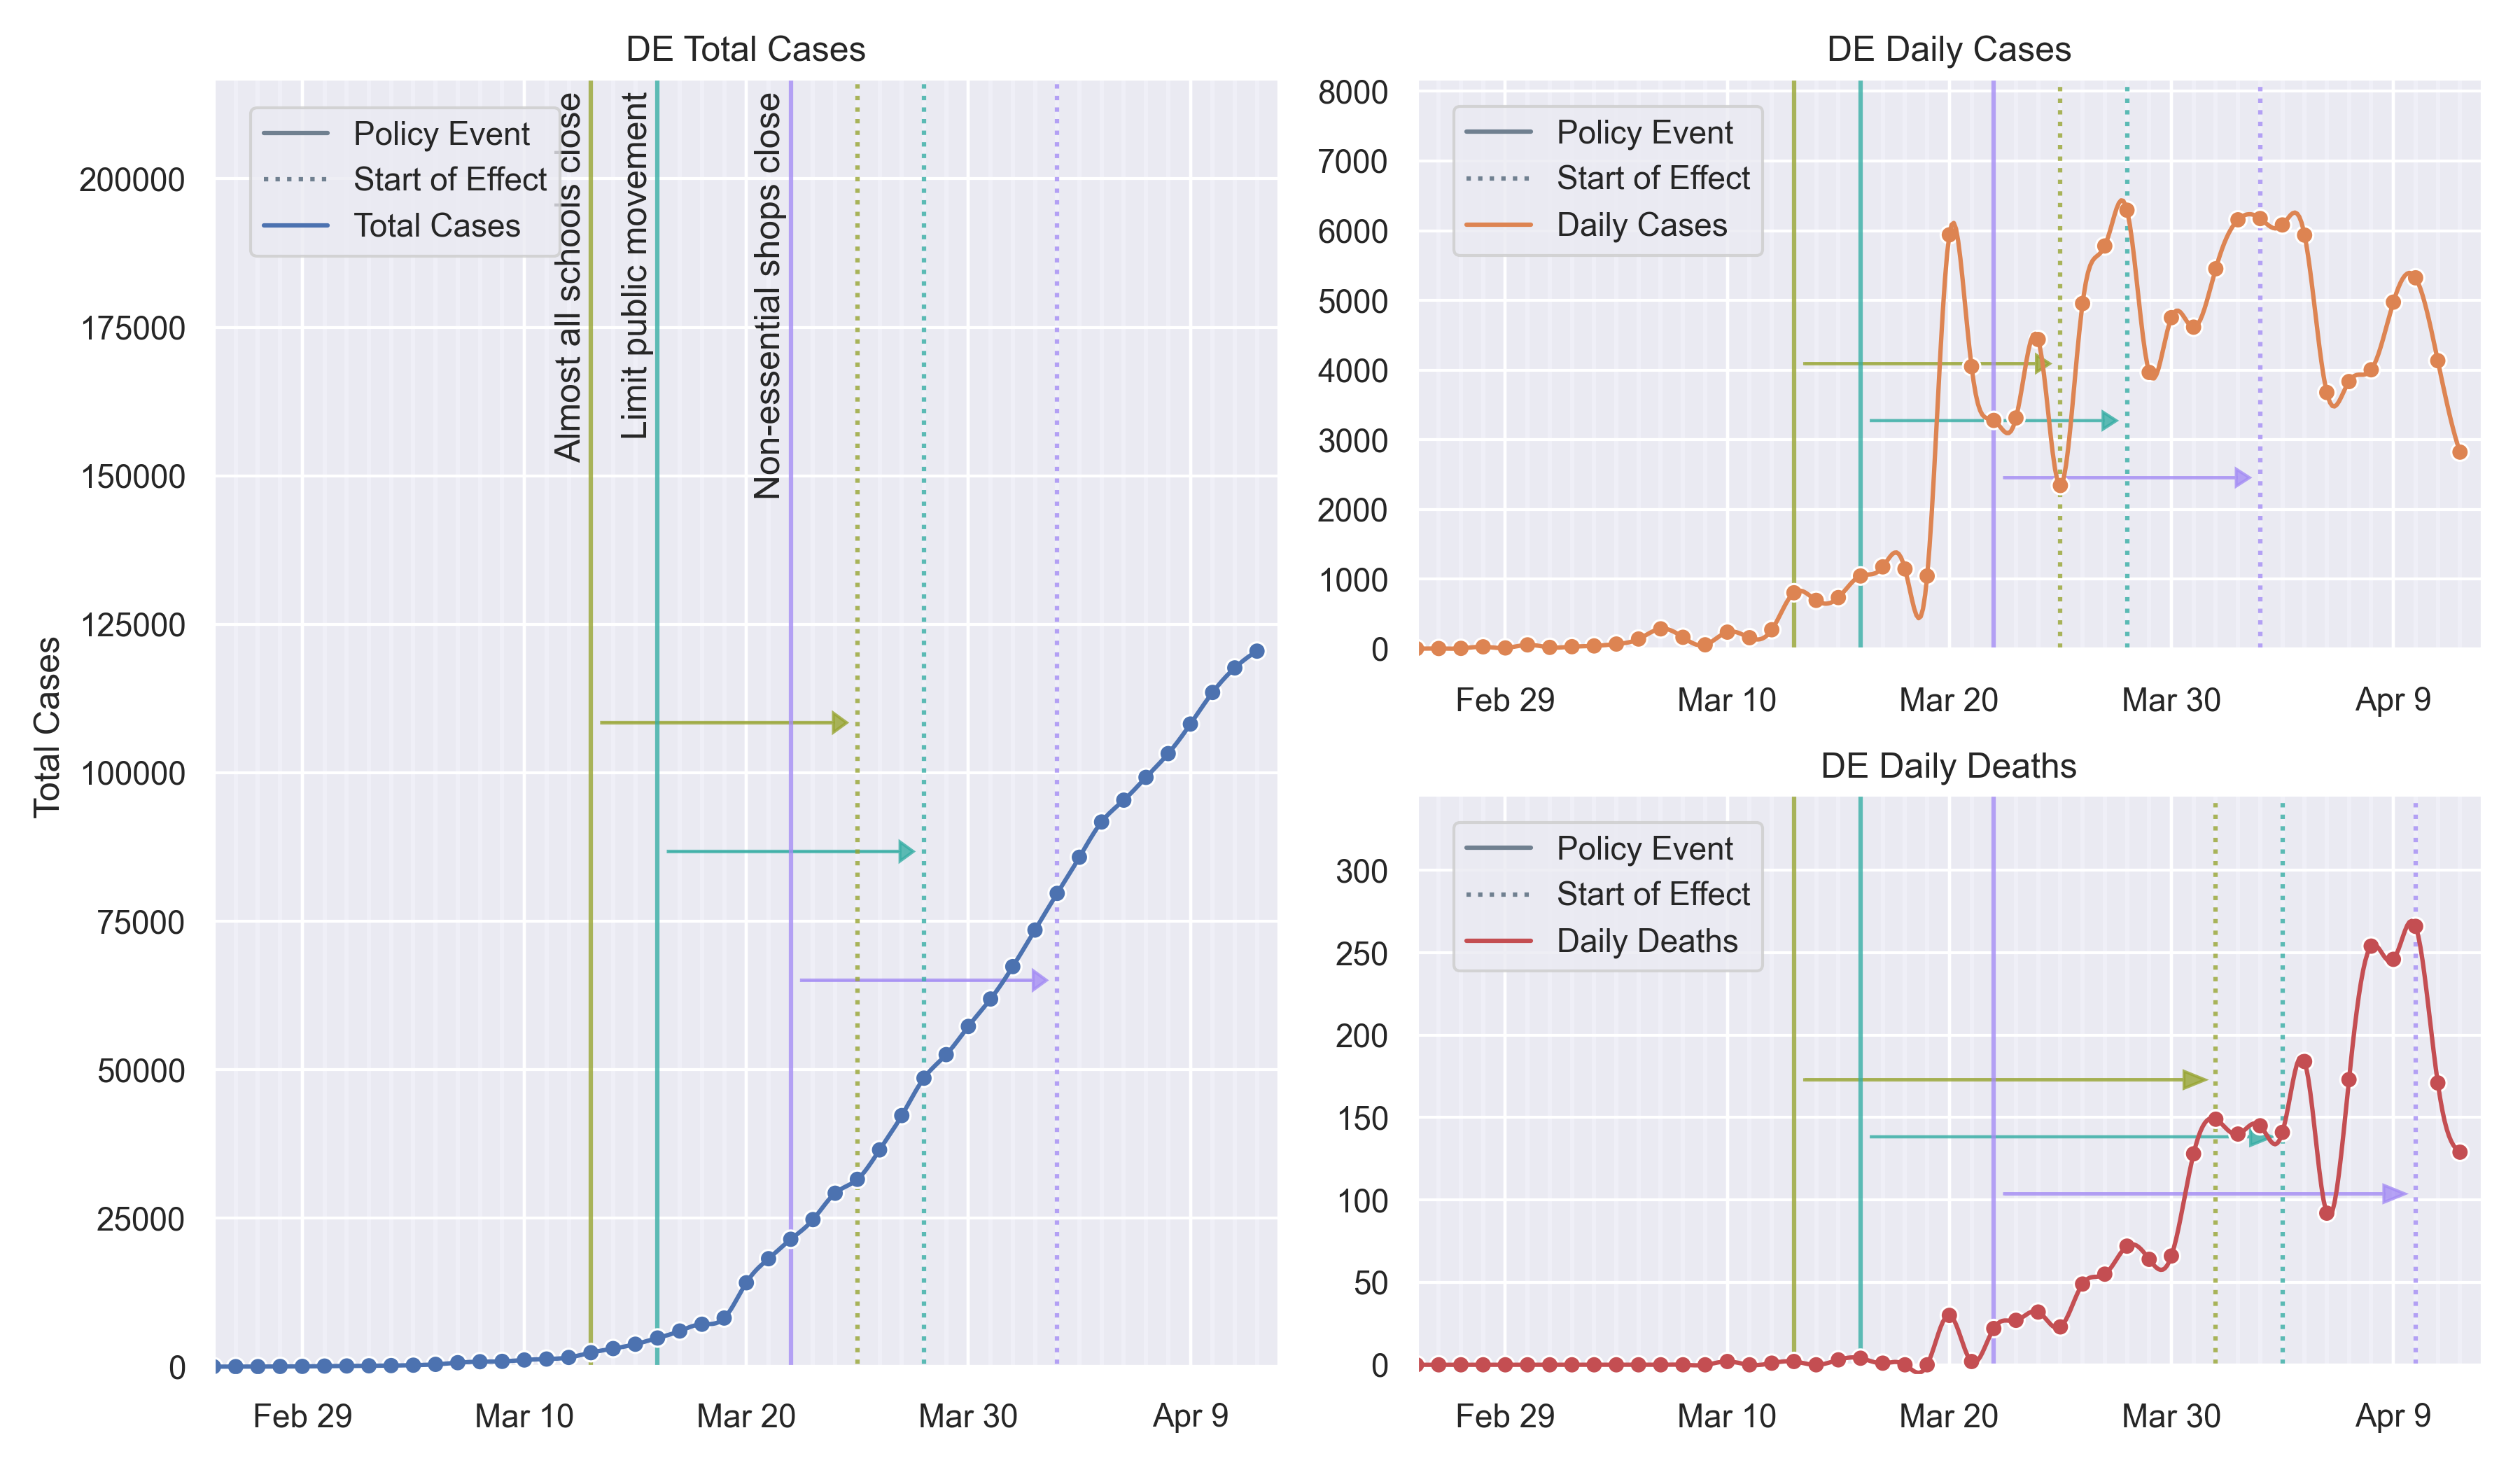 DE Total Cases
Policy Event
Start of Effect
Total Cases
Almost all schools close
Limit public movement
Non-essential shops close
Total Cases
200000
175000
150000
125000
100000
75000
50000
25000
0
Feb 29
Mar 10
Mar 20
Mar 30
Apr 9
DE Daily Cases
Policy Event
Start of Effect
Daily Cases
8000
7000
6000
5000
4000
3000
2000
1000
0
Feb 29
Mar 10
Mar 20
Mar 30
Apr 9
DE Daily Deaths
Policy Event
Start of Effect
Daily Deaths
300
250
200
150
100
50
0
Feb 29
Mar 10
Mar 20
Mar 30
Apr 9